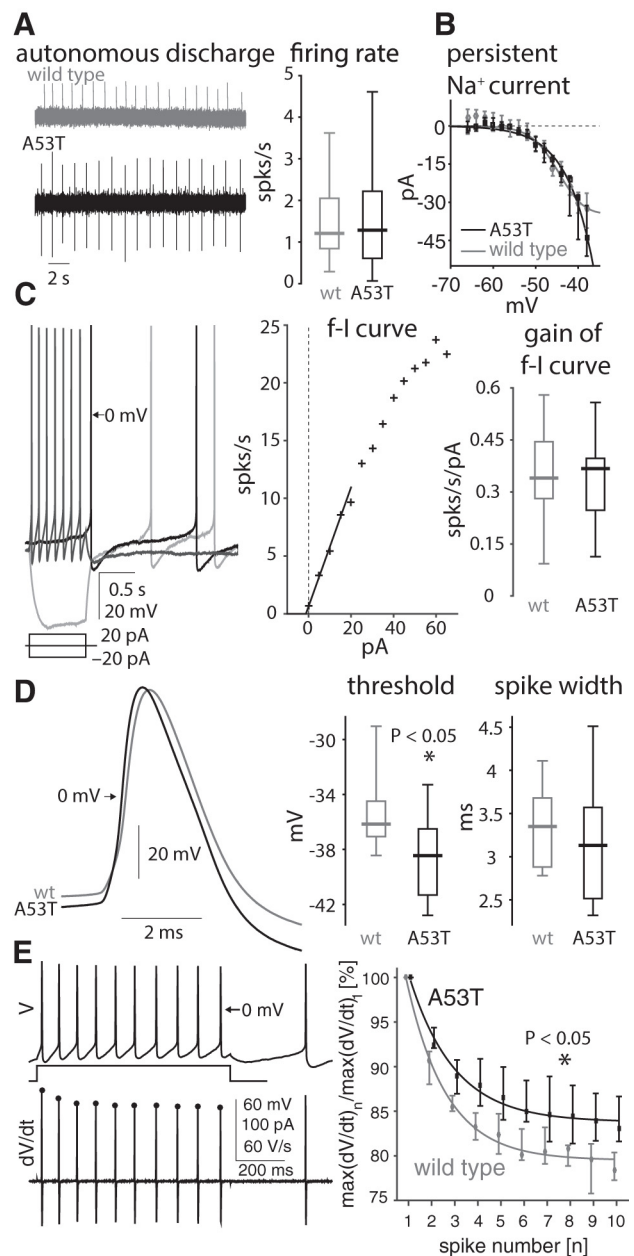 A
autonomous discharge
wild type
A53T
2 s
firing rate
spks/s
5
4
3
2
1
0
wt
A53T
B
persistent
Na⁺ current
pA
0
-15
-30
-45
A53T
wild type
-70
-60
-50
-40
mV
C
0 mV
0.5 s
20 mV
20 pA
−20 pA
f-I curve
spks/s
25
20
15
10
5
0
0
20
40
60
pA
gain of
f-I curve
spks/s/pA
0.6
0.45
0.3
0.15
0
wt
A53T
D
0 mV
20 mV
wt
A53T
2 ms
threshold
P < 0.05
*
mV
-30
-34
-38
-42
wt
A53T
spike width
ms
4.5
4
3.5
3
2.5
wt
A53T
E
V
0 mV
dV/dt
60 mV
100 pA
60 V/s
200 ms
max(dV/dt)n/max(dV/dt)1 [%]
100
95
90
85
80
75
A53T
P < 0.05
*
wild type
1 2 3 4 5 6 7 8 9 10
spike number [n]